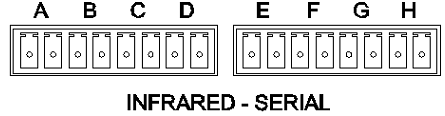 A B C D E F G H
INFRARED - SERIAL